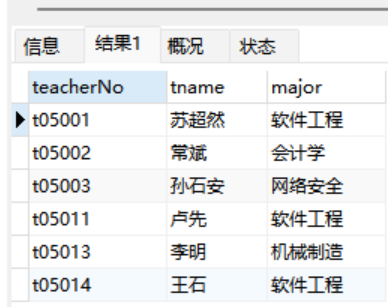 信息 结果1 概况 状态
teacherNo tname major
t05001 苏超然 软件工程
t05002 常斌 会计学
t05003 孙石安 网络安全
t05011 卢先 软件工程
t05013 李明 机械制造
t05014 王石 软件工程